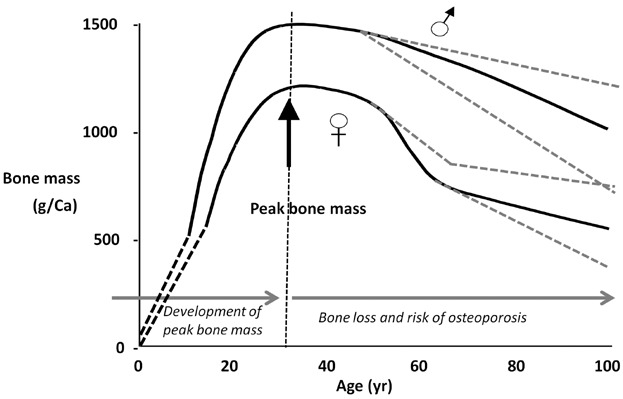 1500
♂
1000
♀
Bone mass
(g/Ca)
Peak bone mass
500
Development of
peak bone mass
Bone loss and risk of osteoporosis
0
0 20 40 60 80 100
Age (yr)